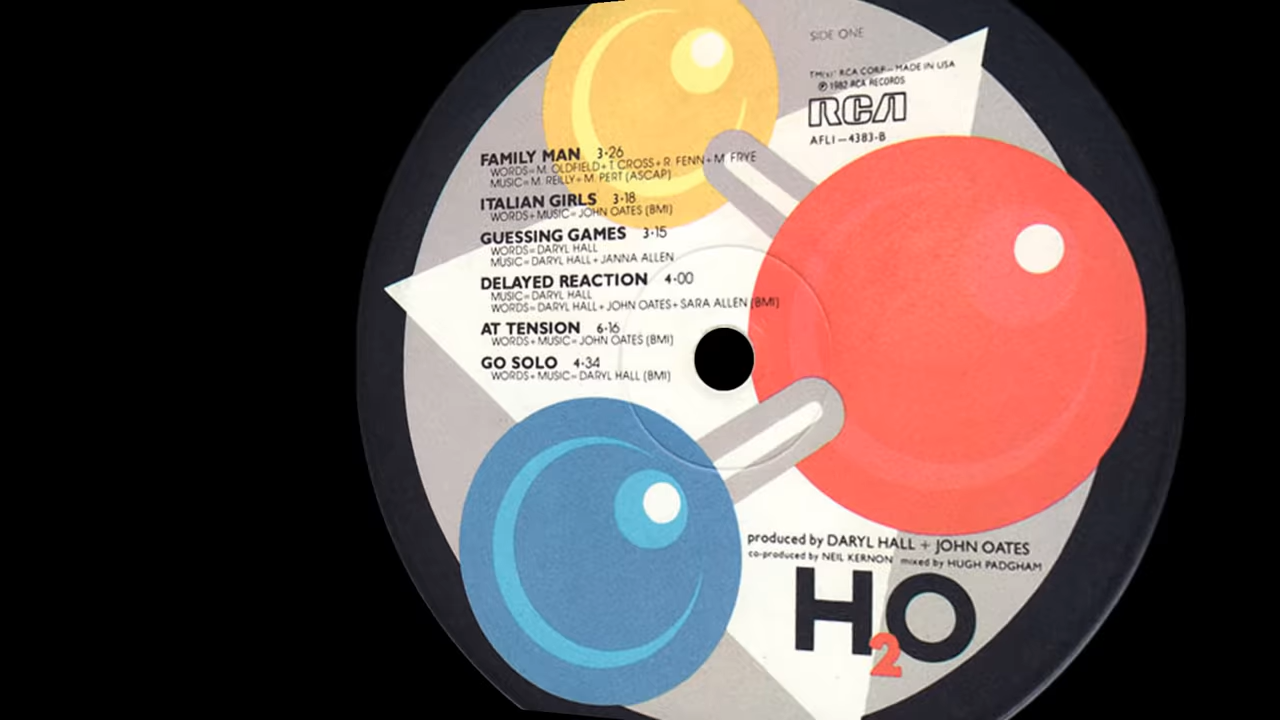 SIDE ONE
TM(s)® RCA CORP.—MADE IN USA
℗ 1982 RCA RECORDS
RCA
AFL1—4383-B
FAMILY MAN 3•26
WORDS=M. OLDFIELD+T. CROSS+R. FENN+M. FRYE
MUSIC=M. REILLY+M. PERT (ASCAP)
ITALIAN GIRLS 3•18
WORDS+MUSIC=JOHN OATES (BMI)
GUESSING GAMES 3•15
WORDS=DARYL HALL
MUSIC=DARYL HALL+JANNA ALLEN
DELAYED REACTION 4•00
MUSIC=DARYL HALL
WORDS=DARYL HALL+JOHN OATES+SARA ALLEN (BMI)
AT TENSION 6•16
WORDS+MUSIC=JOHN OATES (BMI)
GO SOLO 4•34
WORDS+MUSIC=DARYL HALL (BMI)
produced by DARYL HALL + JOHN OATES
co-produced by NEIL KERNON mixed by HUGH PADGHAM
H2O